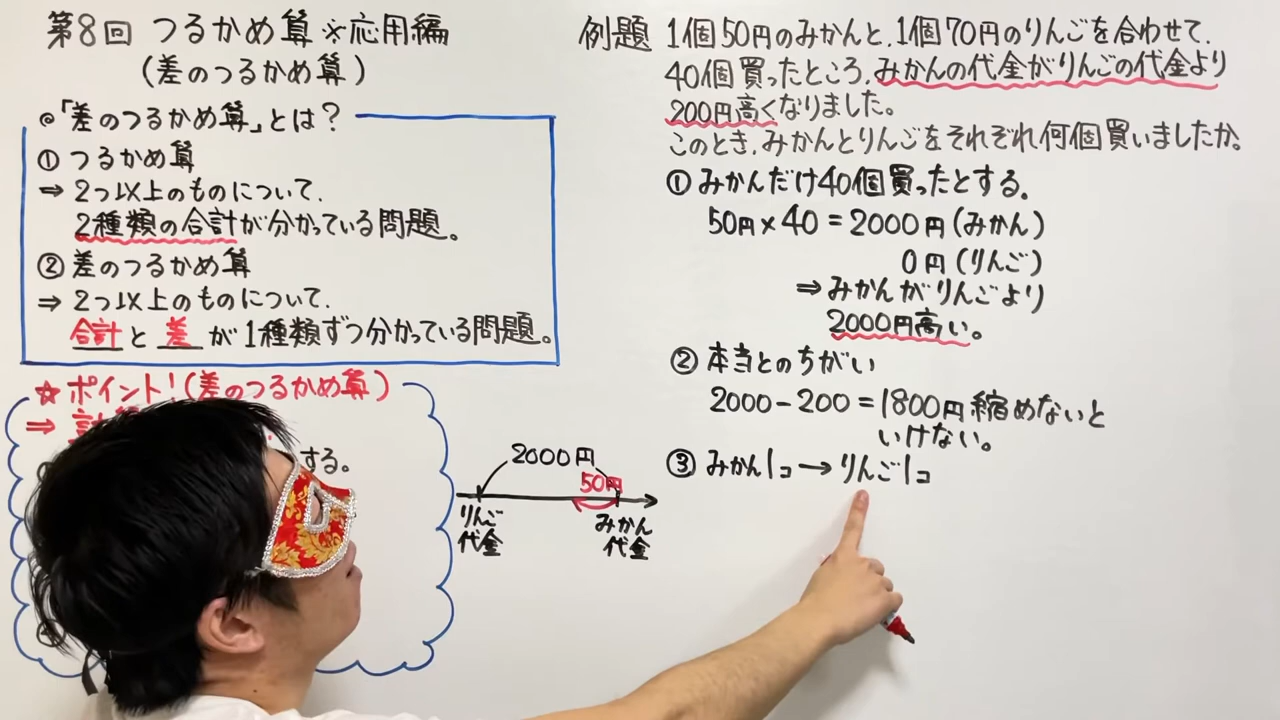 第8回 つるかめ算 ※応用編
(差のつるかめ算)
◎「差のつるかめ算」とは?
① つるかめ算
⇒ 2つ以上のものについて、
2種類の合計が分かっている問題。
② 差のつるかめ算
⇒ 2つ以上のものについて、
合計と 差 が1種類ずつ分かっている問題。
☆ポイント!(差のつるかめ算)
⇒
する。
2000円
50円
りんご
代金
みかん
代金
例題 1個50円のみかんと、1個70円のりんごを合わせて、
40個買ったところ、みかんの代金がりんごの代金より
200円高くなりました。
このとき、みかんとりんごをそれぞれ何個買いましたか。
① みかんだけ40個買ったとする。
50円×40=2000円(みかん)
0円(りんご)
⇒ みかんがりんごより
2000円高い。
② 本当とのちがい
2000-200=1800円縮めないと
いけない。
③ みかん1コ→りんご1コ